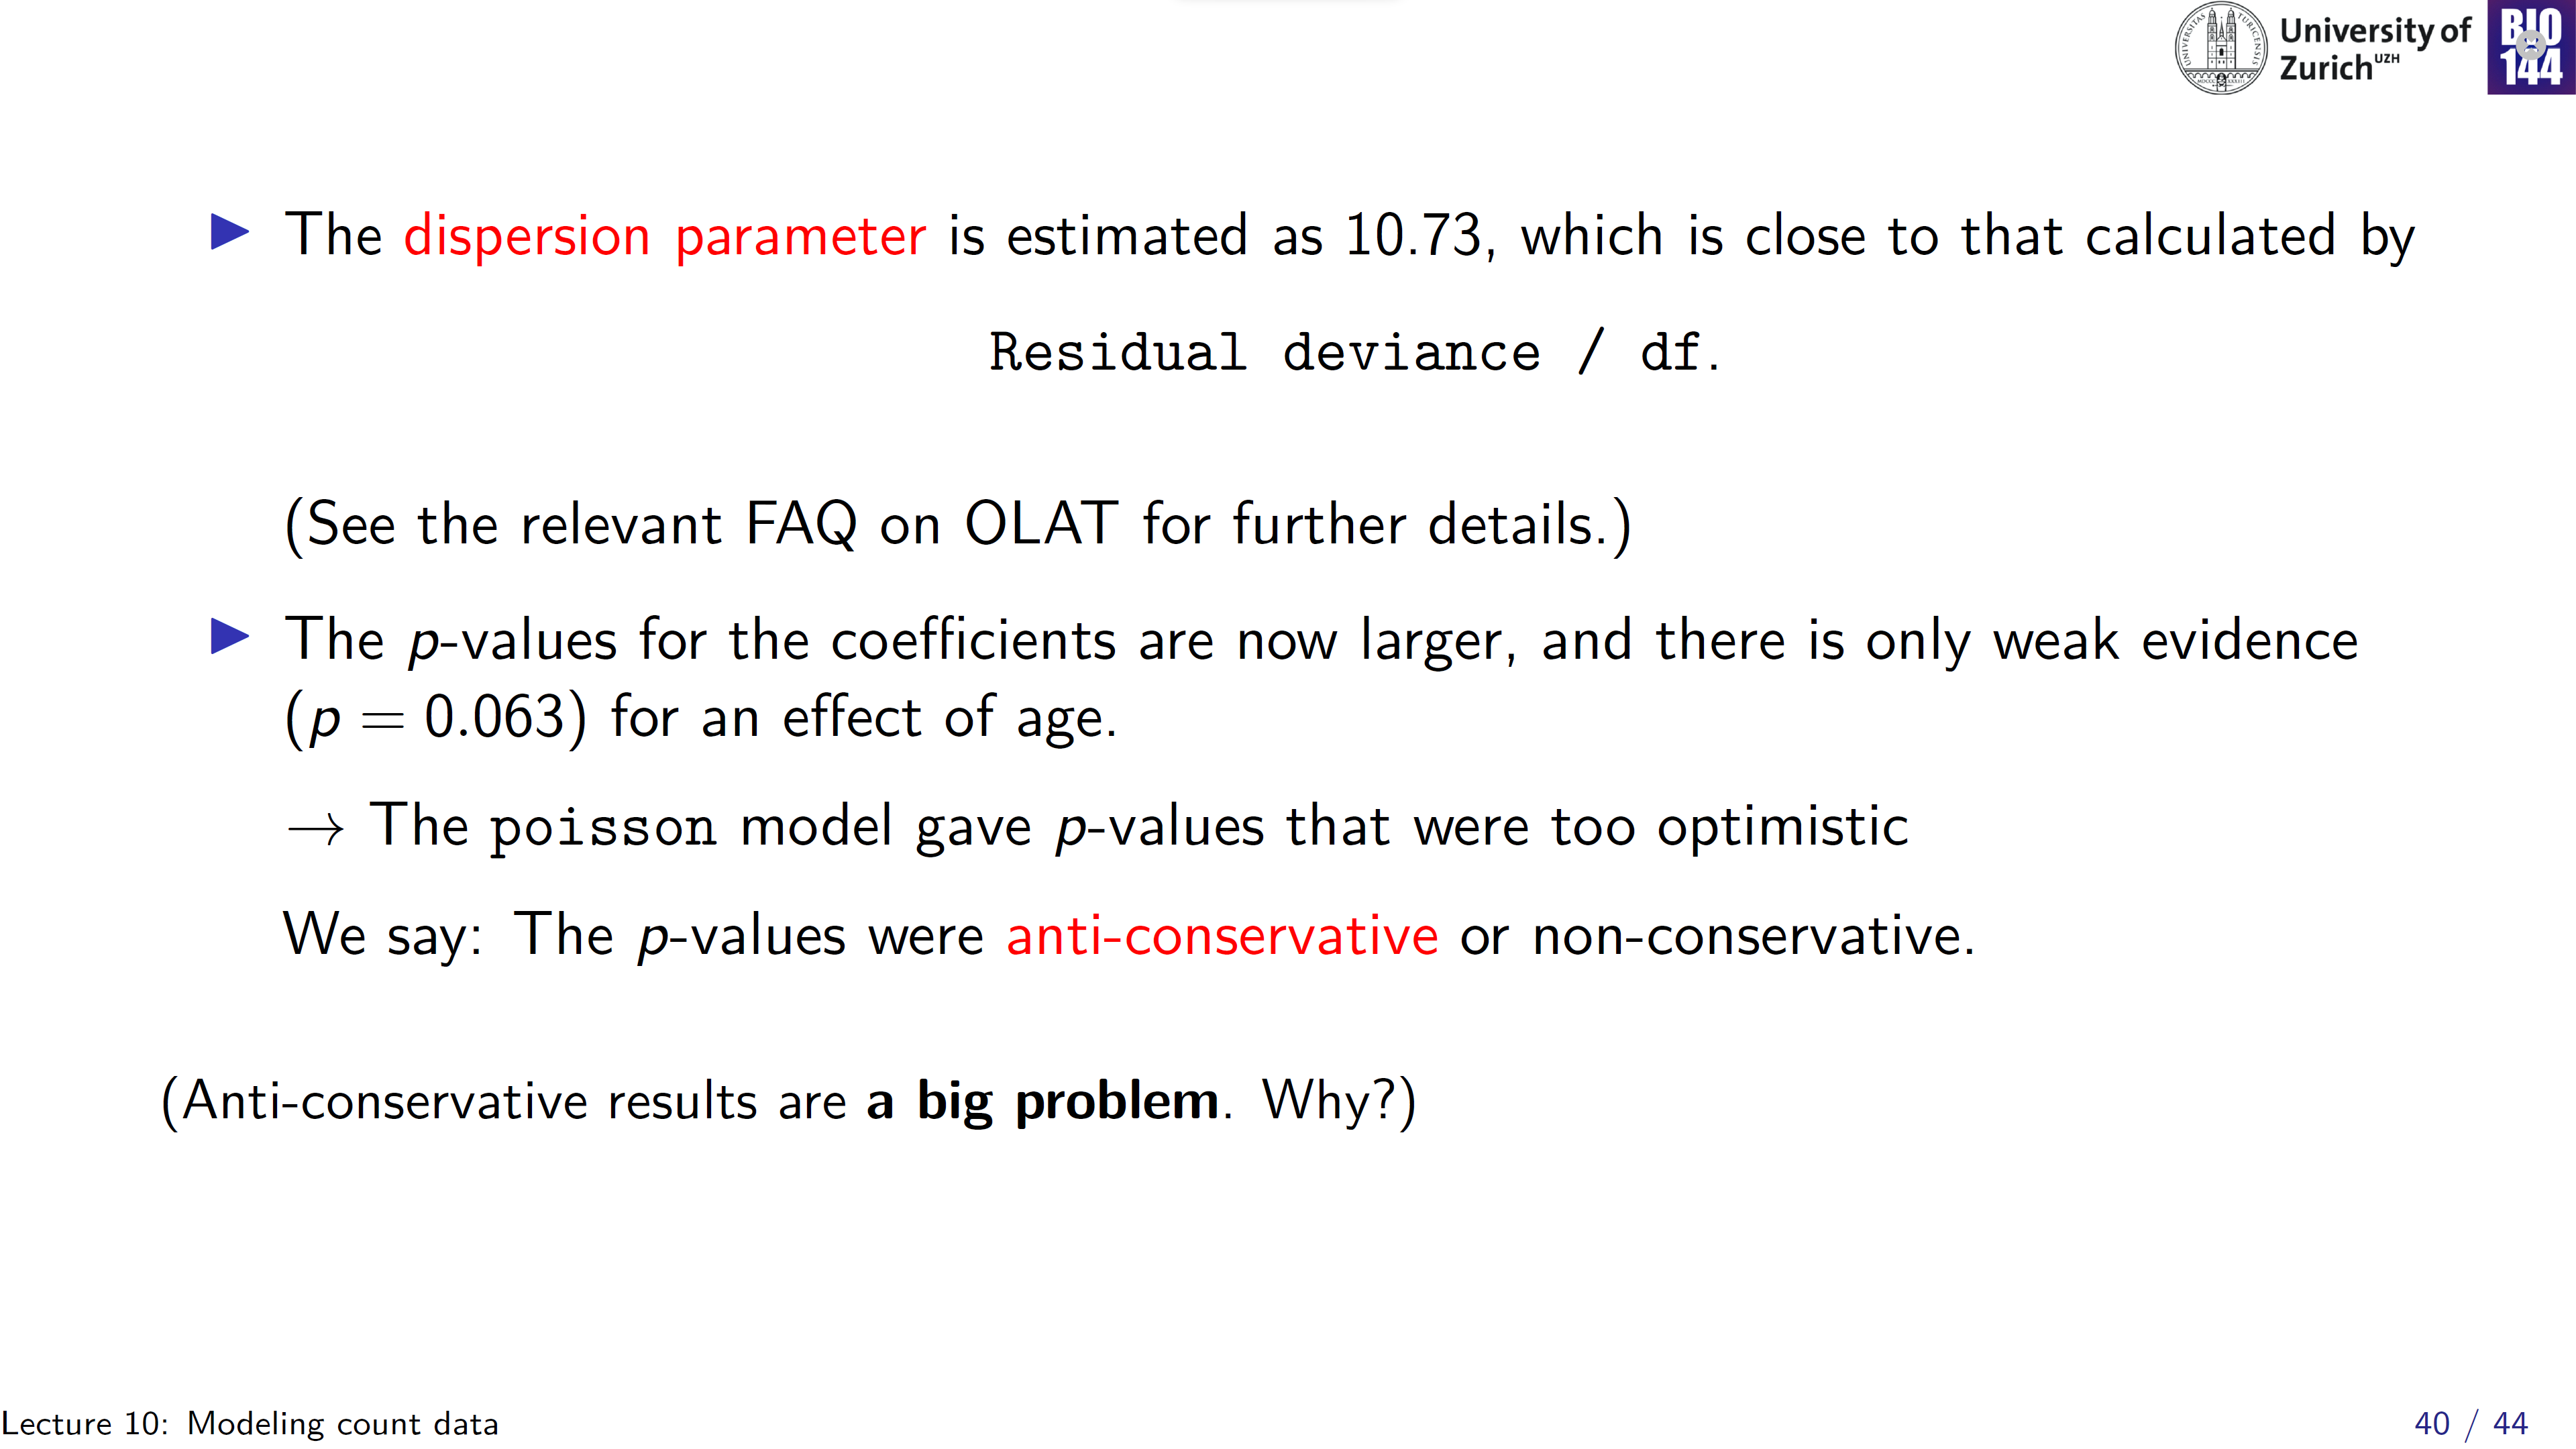 University of
Zurich UZH
BIO
144
▶ The dispersion parameter is estimated as 10.73, which is close to that calculated by
Residual deviance / df.
(See the relevant FAQ on OLAT for further details.)
▶ The p-values for the coefficients are now larger, and there is only weak evidence
(p = 0.063) for an effect of age.
→ The poisson model gave p-values that were too optimistic
We say: The p-values were anti-conservative or non-conservative.
(Anti-conservative results are a big problem. Why?)
Lecture 10: Modeling count data
40 / 44